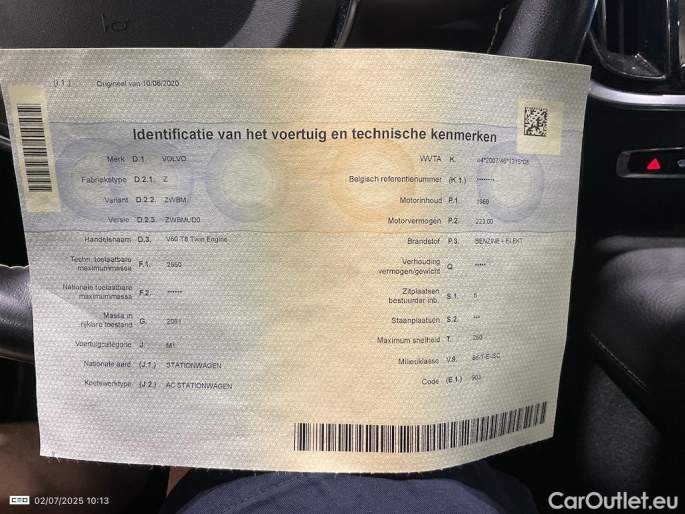 (J.1.) Origineel van 10/06/2020
Identificatie van het voertuig en technische kenmerken
Merk D.1. VOLVO
Fabriekstype D.2.1. Z
Variant D.2.2. ZWBM
Versie D.2.3. ZWBMUD0
Handelsnaam D.3. V60 T8 Twin Engine
Techn. toelaatbare
maximummassa F.1. 2550
Nationale toelaatbare
maximummassa F.2. ******
Massa in
rijklare toestand G. 2091
Voertuigcategorie J. M1
Nationale aard (J.1.) STATIONWAGEN
Koetswerktype (J.2.) AC STATIONWAGEN
WVTA K.
Belgisch referentienummer (K.1.) ********
Motorinhoud P.1. 1969
Motorvermogen P.2. 223.00
Brandstof P.3. BENZINE + ELEKT
Verhouding
vermogen/gewicht Q *****
Zitplaatsen
bestuurder inb. S.1. 5
Staanplaatsen S.2. ***
Maximum snelheid T. 250
Milieuklasse V.9.
Code (E.1.) 903
02/07/2025 10:13
CarOutlet.eu